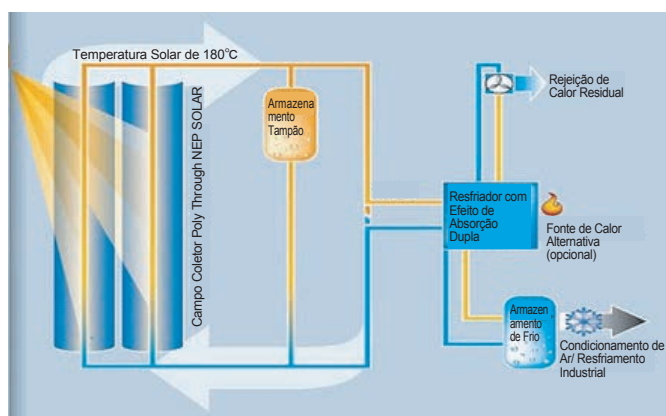 Temperatura Solar de 180°C
Campo Coletor Poly Through NEP SOLAR
Armazena
mento
Tampão
Rejeição de
Calor Residual
Resfriador com
Efeito de
Absorção
Dupla
Fonte de Calor
Alternativa
(opcional)
Armazen
amento
de Frio
Condicionamento de
Ar/ Resfriamento
Industrial